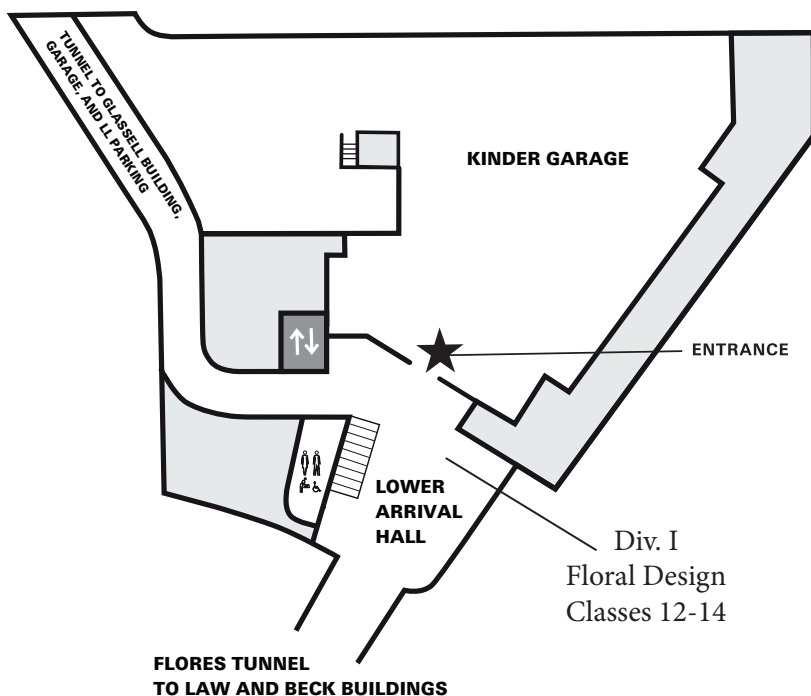 TUNNEL TO GLASSELL BUILDING,
GARAGE, AND LL PARKING
KINDER GARAGE
ENTRANCE
LOWER
ARRIVAL
HALL
Div. I
Floral Design
Classes 12-14
FLORES TUNNEL
TO LAW AND BECK BUILDINGS